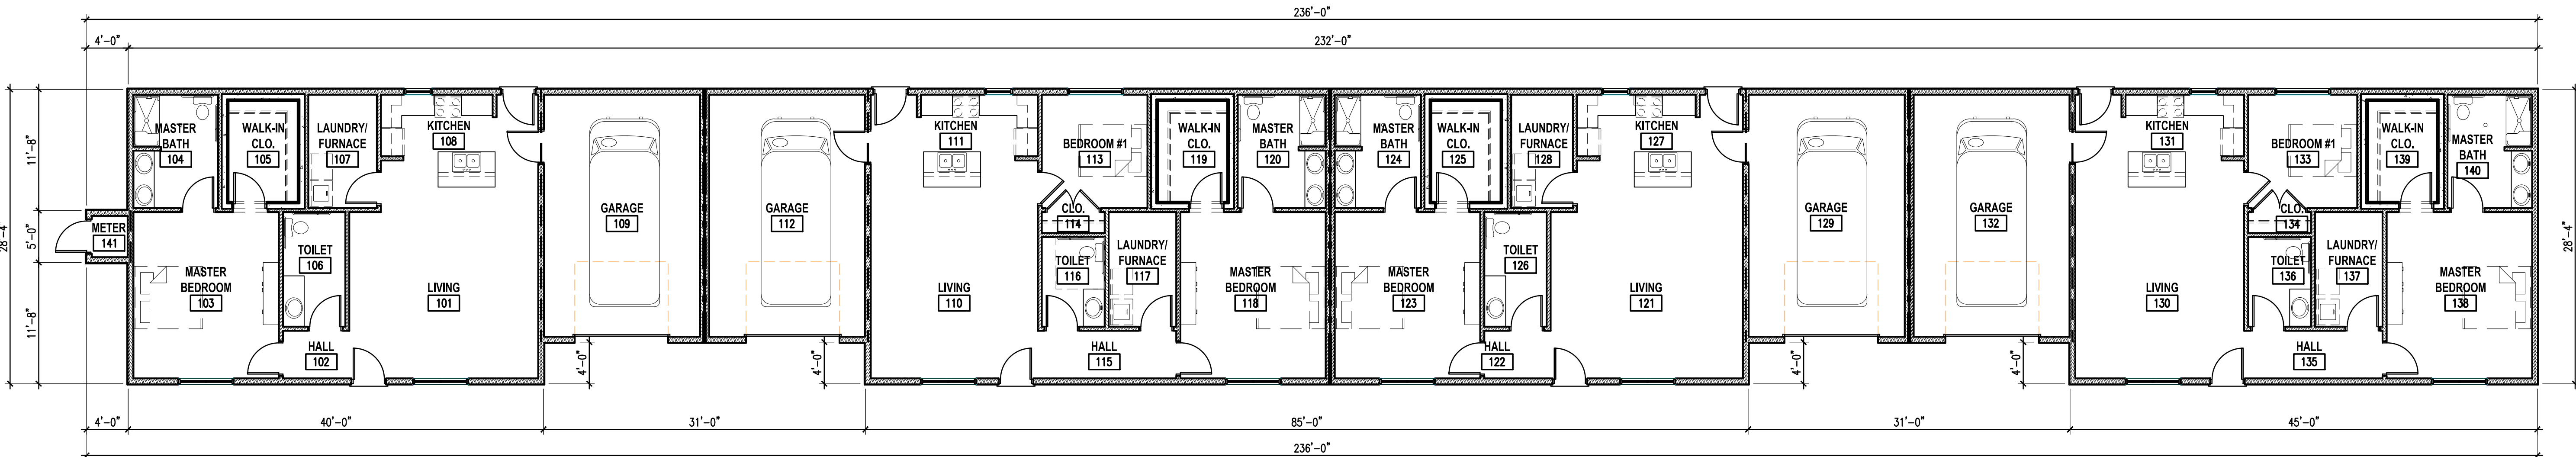 236'-0"
4'-0"
232'-0"
28'-4"
11'-8"
5'-0"
11'-8"
MASTER
BATH
104
WALK-IN
CLO.
105
LAUNDRY/
FURNACE
107
KITCHEN
108
KITCHEN
111
BEDROOM #1
113
WALK-IN
CLO.
119
MASTER
BATH
120
MASTER
BATH
124
WALK-IN
CLO.
125
LAUNDRY/
FURNACE
128
KITCHEN
127
KITCHEN
131
BEDROOM #1
133
WALK-IN
CLO.
139
MASTER
BATH
140
METER
141
TOILET
106
GARAGE
109
GARAGE
112
CLO.
114
TOILET
116
LAUNDRY/
FURNACE
117
TOILET
126
GARAGE
129
GARAGE
132
CLO.
134
TOILET
136
LAUNDRY/
FURNACE
137
28'-4"
MASTER
BEDROOM
103
LIVING
101
LIVING
110
MASTER
BEDROOM
118
MASTER
BEDROOM
123
LIVING
121
LIVING
130
MASTER
BEDROOM
138
HALL
102
4'-0"
4'-0"
HALL
115
HALL
122
4'-0"
4'-0"
HALL
135
4'-0"
40'-0"
31'-0"
85'-0"
31'-0"
45'-0"
236'-0"